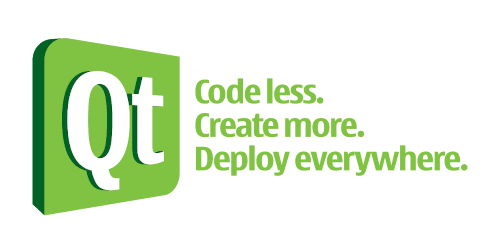 Qt
Code less.
Create more.
Deploy everywhere.